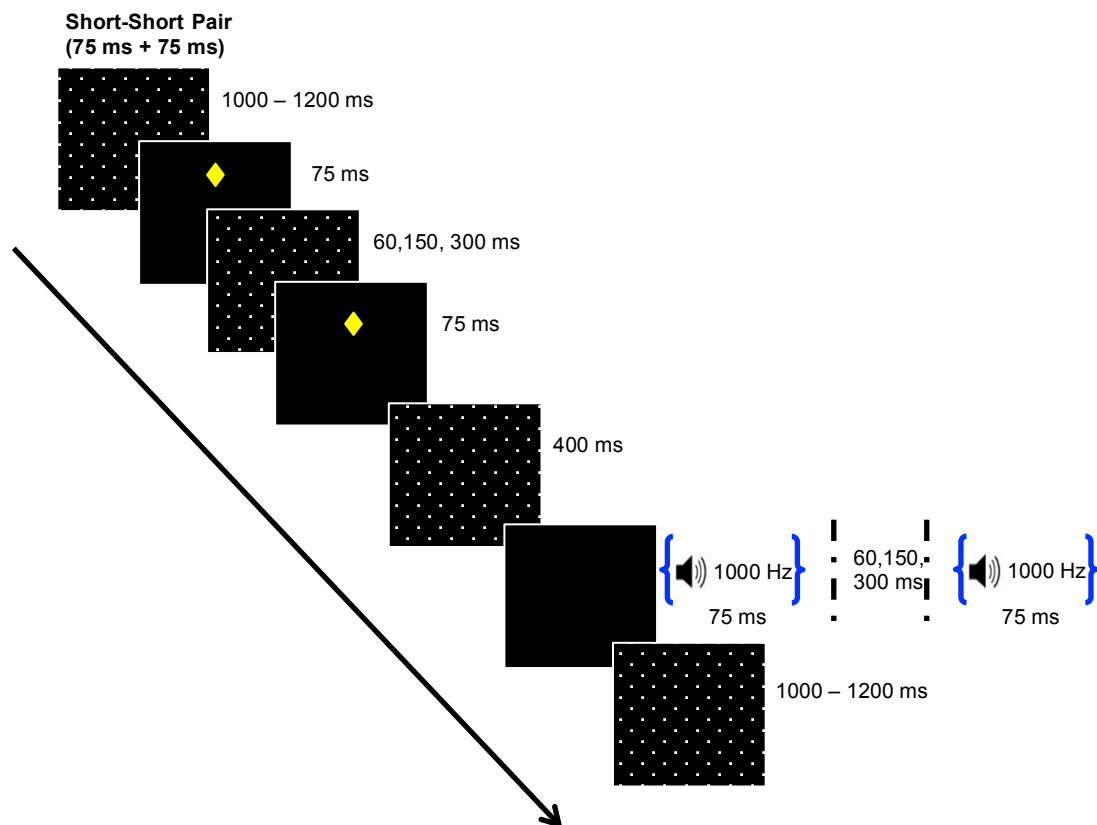 Short-Short Pair
(75 ms + 75 ms)
1000 – 1200 ms
75 ms
60,150, 300 ms
75 ms
400 ms
1000 Hz
75 ms
60,150,
300 ms
1000 Hz
75 ms
1000 – 1200 ms